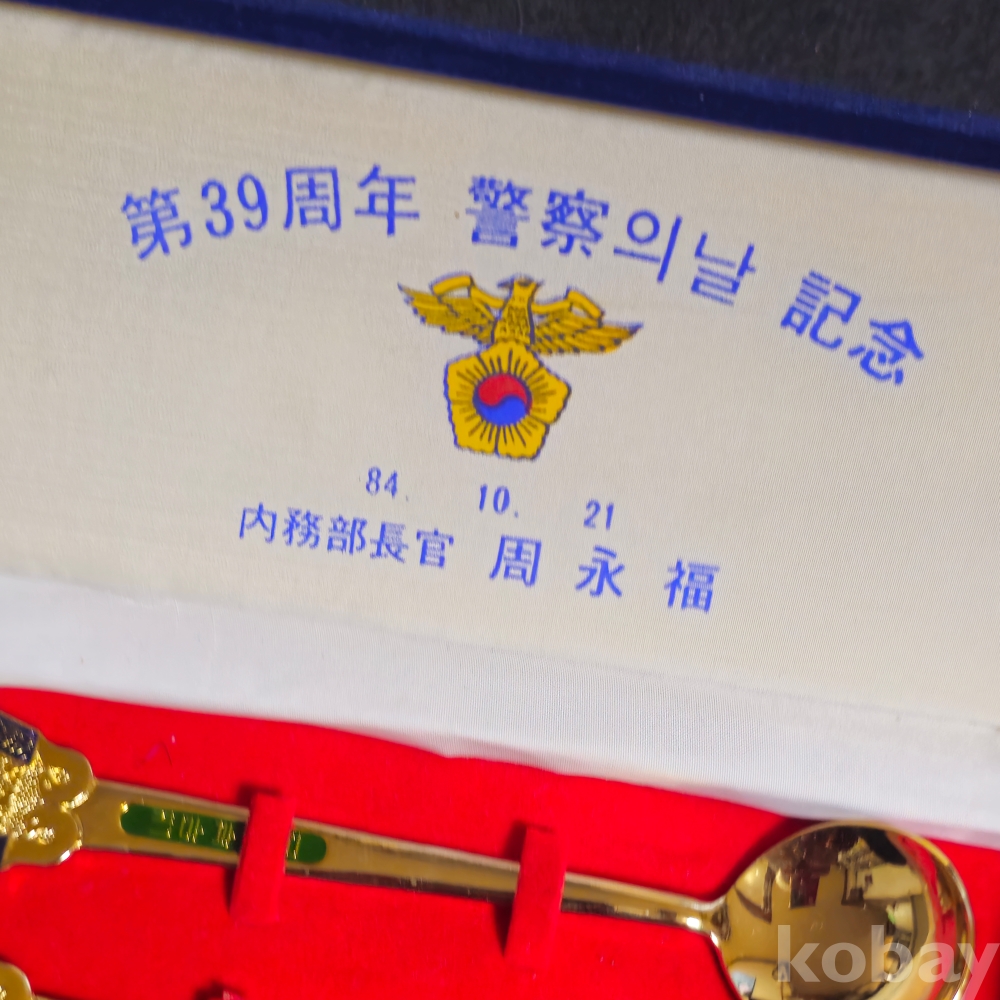 第39周年 警察의날 記念
84. 10. 21
内務部長官 周永福
kobay